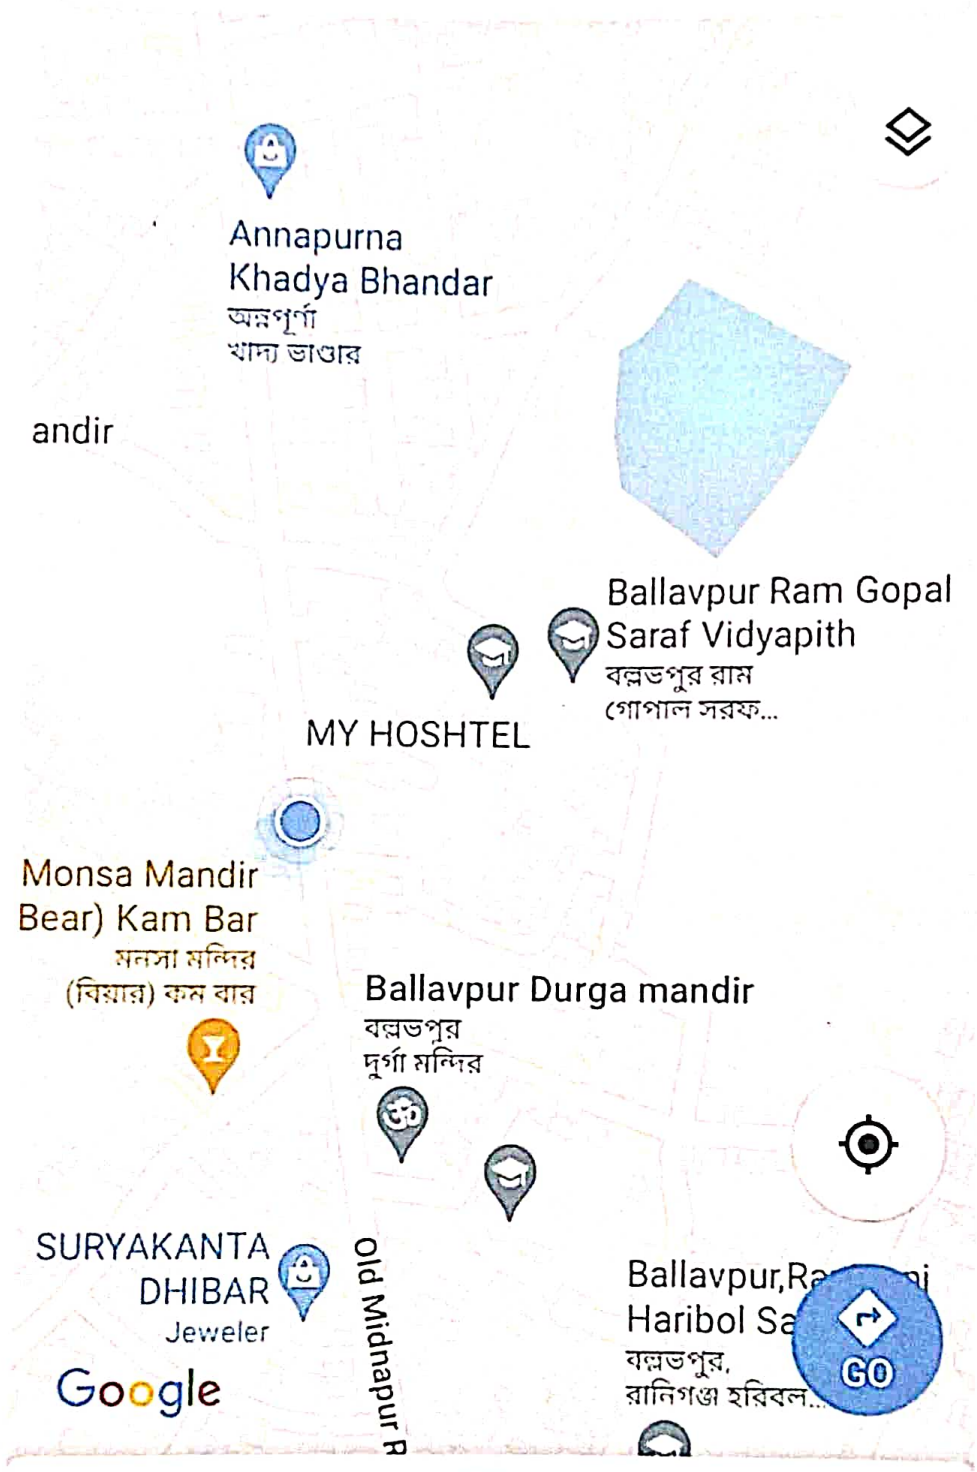 Annapurna
Khadya Bhandar
অন্নপূর্ণা
খাদ্য ভাণ্ডার
andir
Ballavpur Ram Gopal
Saraf Vidyapith
বল্লভপুর রাম
গোপাল সরফ...
MY HOSHTEL
Monsa Mandir
Bear) Kam Bar
মনসা মন্দির
(বিয়ার) কম বার
Ballavpur Durga mandir
বল্লভপুর
দুর্গা মন্দির
SURYAKANTA
DHIBAR
Jeweler
Old Midnapur R
Ballavpur,Ra
Haribol Sa
বল্লভপুর,
রানিগঞ্জ হরিবল...
GO
Google